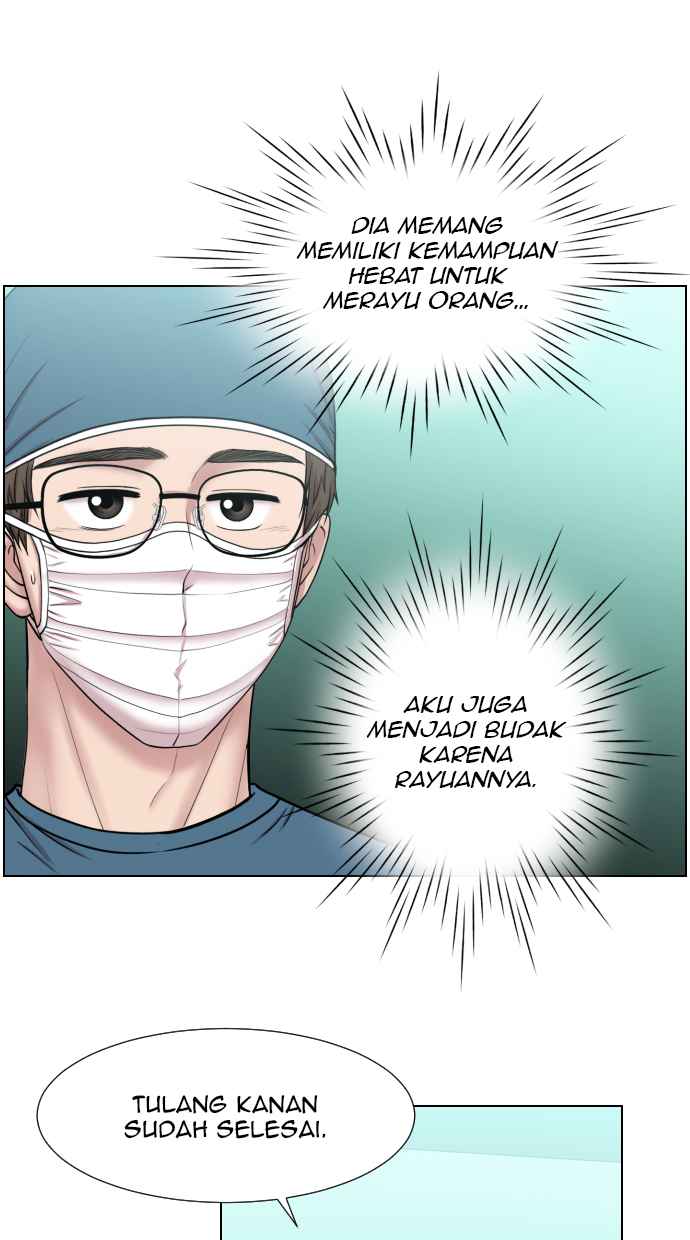 DIA MEMANG
MEMILIKI KEMAMPUAN
HEBAT UNTUK
MERAYU ORANG...
AKU JUGA
MENJADI BUDAK
KARENA
RAYUANNYA.
TULANG KANAN
SUDAH SELESAI.